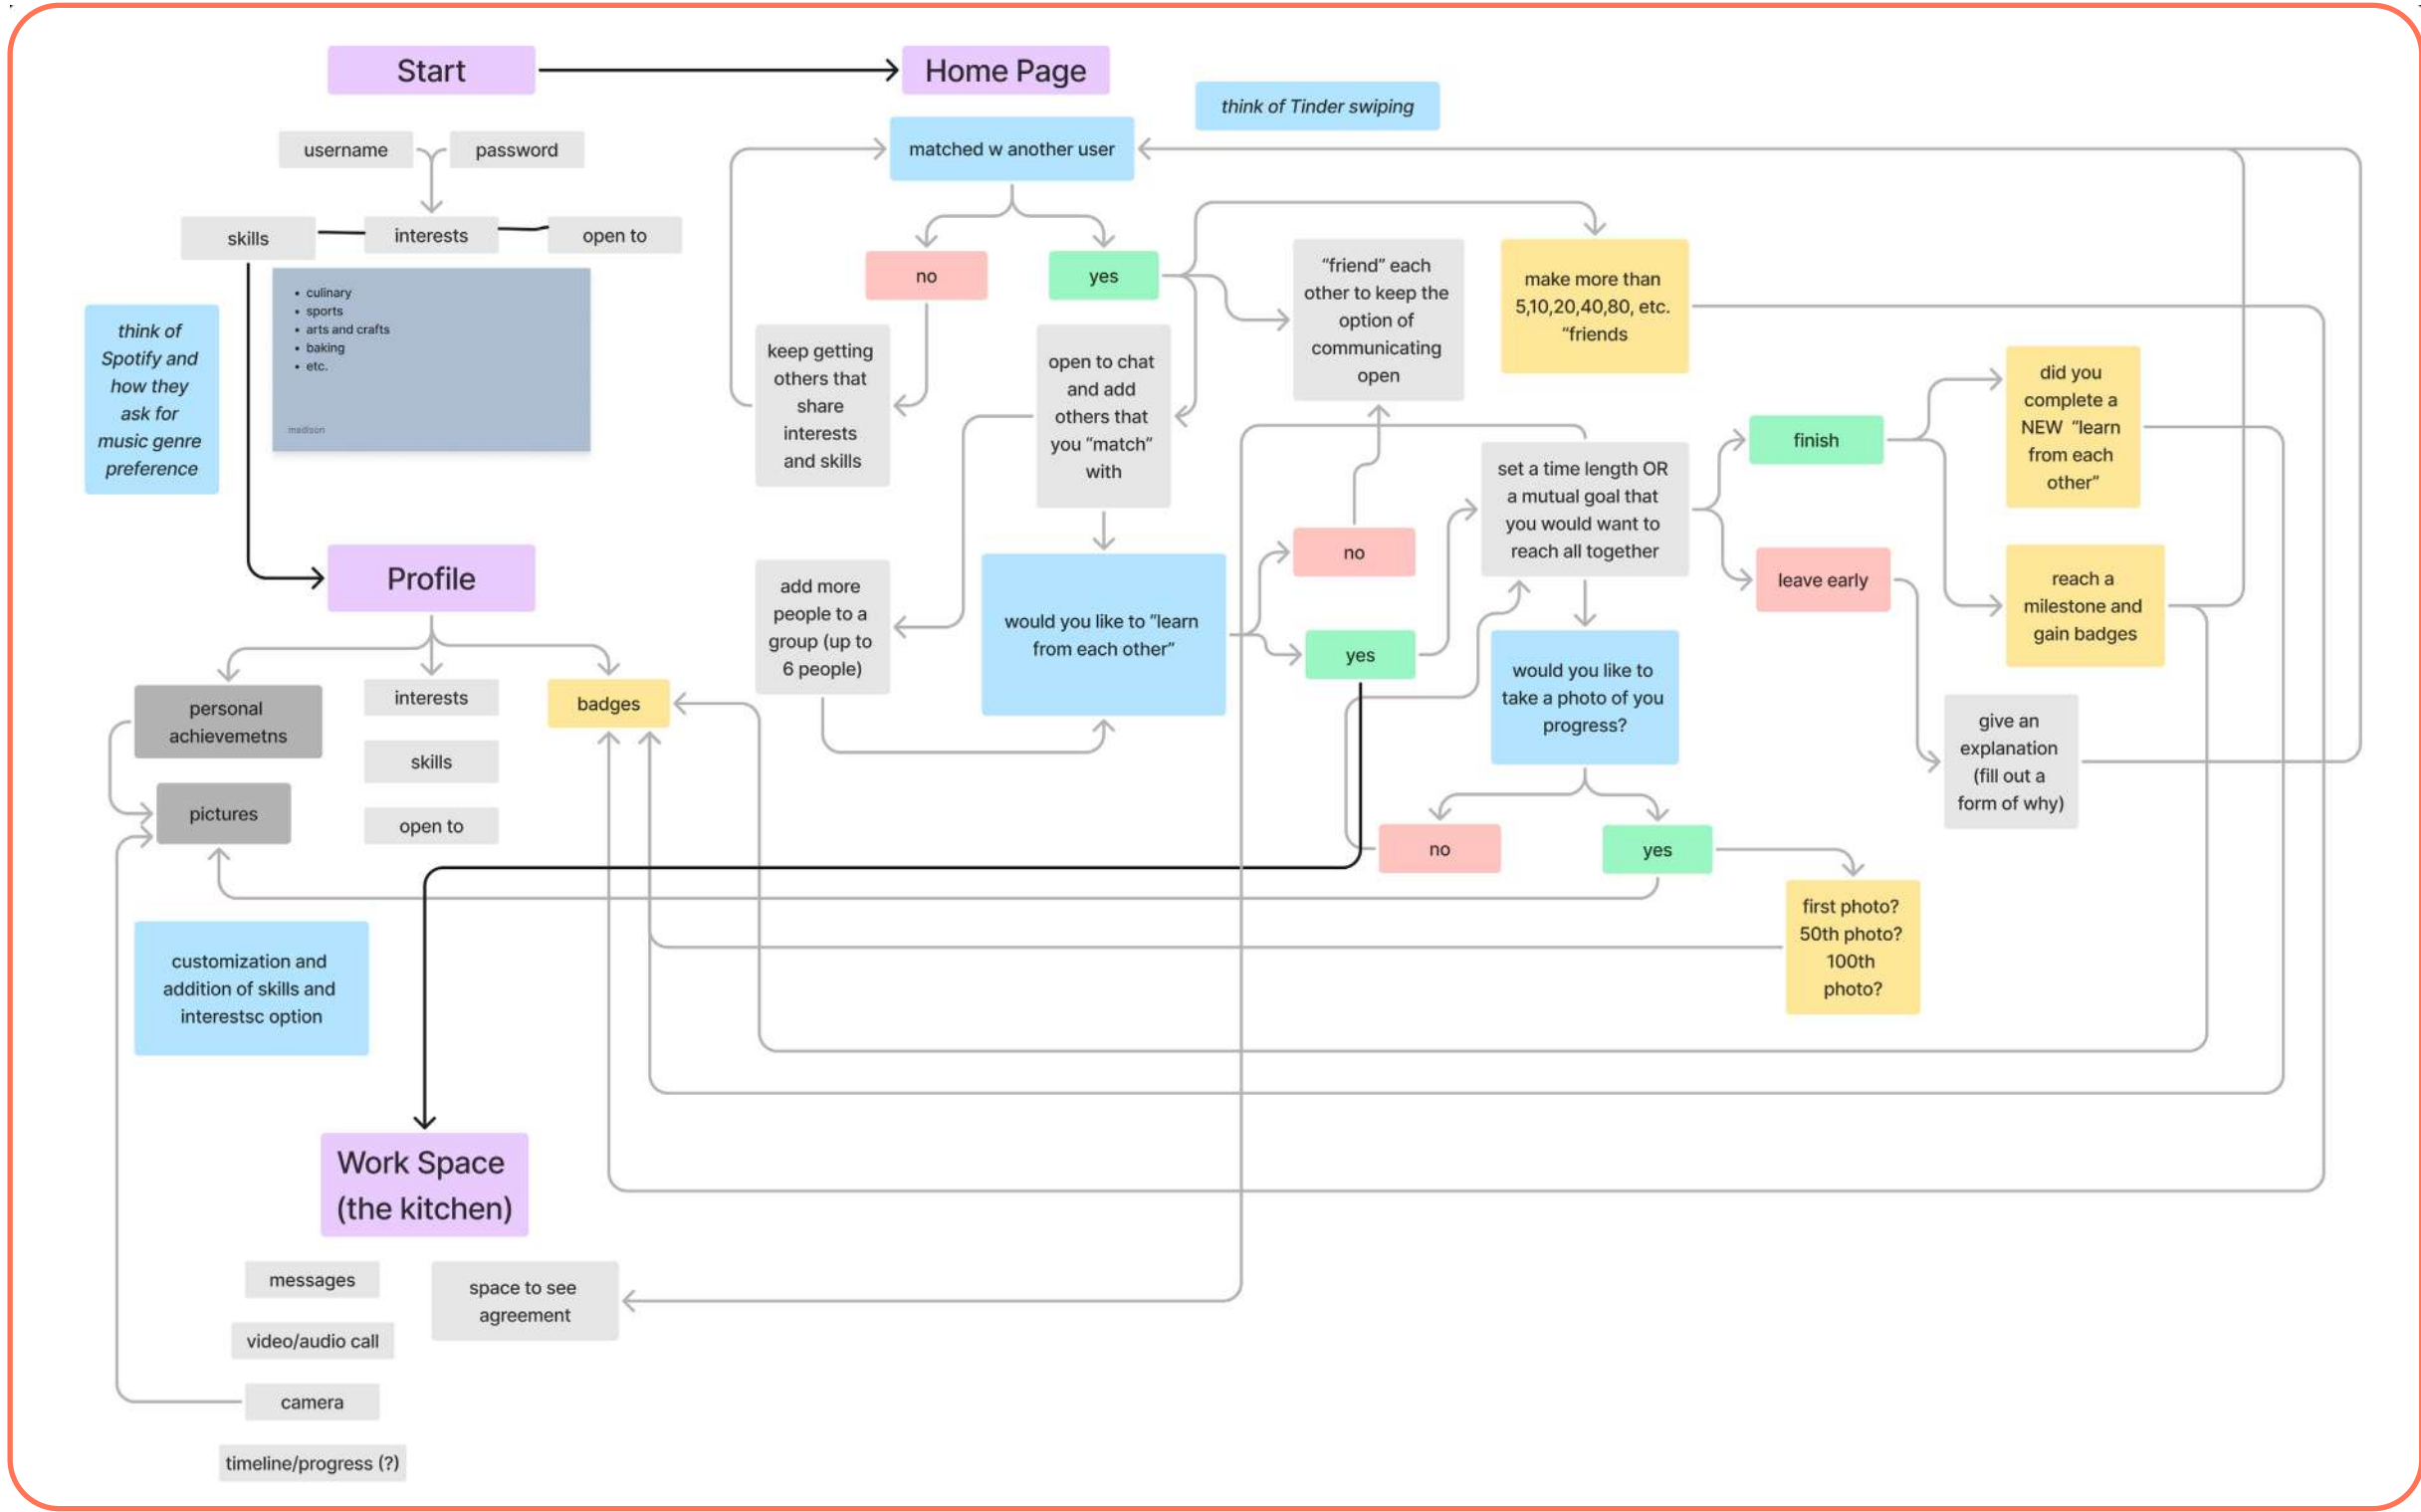 Start
Home Page
think of Tinder swiping
username
password
matched w another user
skills
interests
open to
• culinary
• sports
• arts and crafts
• baking
• etc.
madison
think of
Spotify and
how they
ask for
music genre
preference
no
yes
"friend" each
other to keep the
option of
communicating
open
make more than
5,10,20,40,80, etc.
"friends
keep getting
others that
share
interests
and skills
open to chat
and add
others that
you "match"
with
did you
complete a
NEW "learn
from each
other"
finish
set a time length OR
a mutual goal that
you would want to
reach all together
no
leave early
reach a
milestone and
gain badges
Profile
add more
people to a
group (up to
6 people)
would you like to "learn
from each other"
yes
would you like to
take a photo of you
progress?
personal
achievemetns
interests
badges
skills
pictures
open to
give an
explanation
(fill out a
form of why)
no
yes
first photo?
50th photo?
100th
photo?
customization and
addition of skills and
interestsc option
Work Space
(the kitchen)
messages
space to see
agreement
video/audio call
camera
timeline/progress (?)